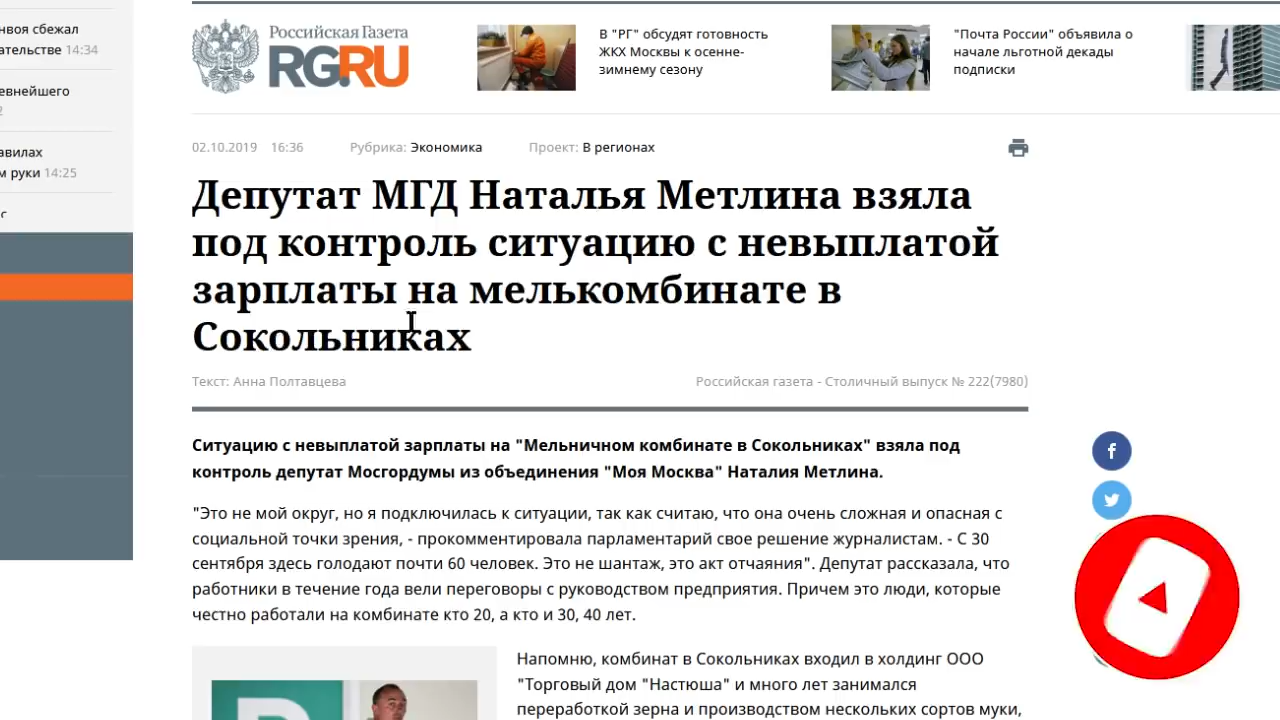 нвоя сбежал
ательстве 14:34
евнейшего
2
авилах
м руки 14:25
с
Российская Газета
RG.RU
В "РГ" обсудят готовность
ЖКХ Москвы к осенне-
зимнему сезону
"Почта России" объявила о
начале льготной декады
подписки
02.10.2019 16:36 Рубрика: Экономика Проект: В регионах
Депутат МГД Наталья Метлина взяла
под контроль ситуацию с невыплатой
зарплаты на мелькомбинате в
Сокольниках
Текст: Анна Полтавцева
Российская газета - Столичный выпуск № 222(7980)
Ситуацию с невыплатой зарплаты на "Мельничном комбинате в Сокольниках" взяла под
контроль депутат Мосгордумы из объединения "Моя Москва" Наталия Метлина.
"Это не мой округ, но я подключилась к ситуации, так как считаю, что она очень сложная и опасная с
социальной точки зрения, - прокомментировала парламентарий свое решение журналистам. - С 30
сентября здесь голодают почти 60 человек. Это не шантаж, это акт отчаяния". Депутат рассказала, что
работники в течение года вели переговоры с руководством предприятия. Причем это люди, которые
честно работали на комбинате кто 20, а кто и 30, 40 лет.
Напомню, комбинат в Сокольниках входил в холдинг ООО
"Торговый дом "Настюша" и много лет занимался
переработкой зерна и производством нескольких сортов муки,